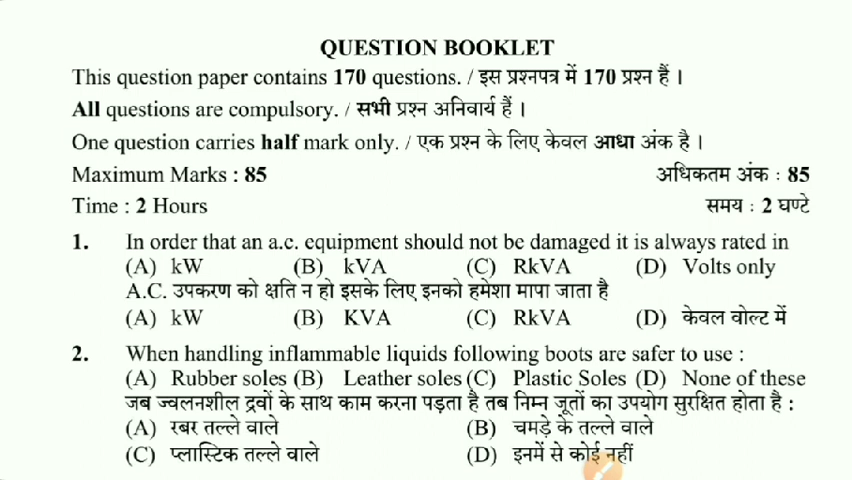 QUESTION BOOKLET
This question paper contains 170 questions. / इस प्रश्नपत्र में 170 प्रश्न हैं ।
All questions are compulsory. / सभी प्रश्न अनिवार्य हैं ।
One question carries half mark only. / एक प्रश्न के लिए केवल आधा अंक है ।
Maximum Marks : 85 अधिकतम अंक : 85
Time : 2 Hours समय : 2 घण्टे
1. In order that an a.c. equipment should not be damaged it is always rated in
(A) kW (B) kVA (C) RkVA (D) Volts only
A.C. उपकरण को क्षति न हो इसके लिए इनको हमेशा मापा जाता है
(A) kW (B) KVA (C) RkVA (D) केवल वोल्ट में
2. When handling inflammable liquids following boots are safer to use :
(A) Rubber soles (B) Leather soles (C) Plastic Soles (D) None of these
जब ज्वलनशील द्रवों के साथ काम करना पड़ता है तब निम्न जूतों का उपयोग सुरक्षित होता है :
(A) रबर तल्ले वाले (B) चमड़े के तल्ले वाले
(C) प्लास्टिक तल्ले वाले (D) इनमें से कोई नहीं